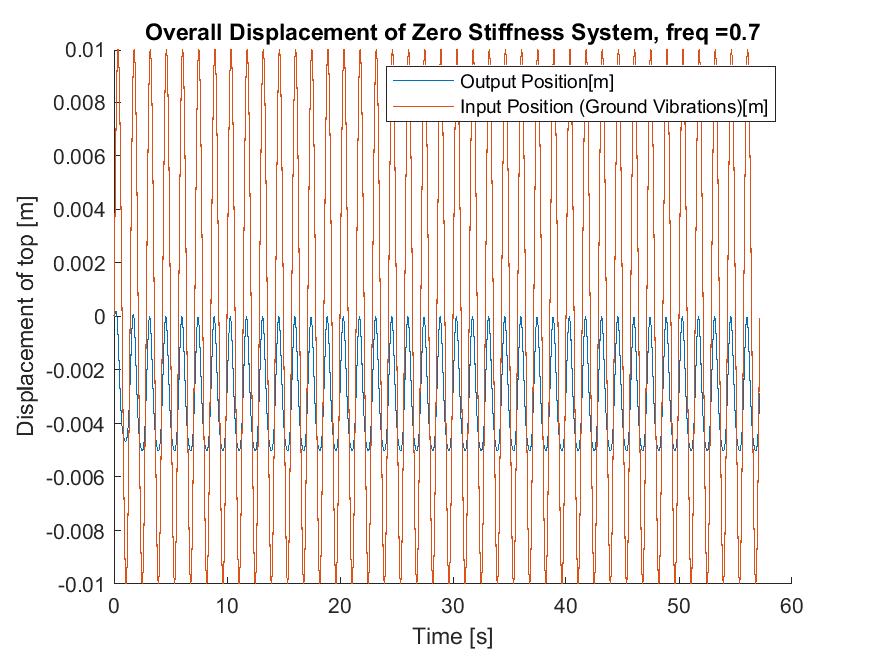 Overall Displacement of Zero Stiffness System, freq =0.7
0.01
0.008
0.006
0.004
0.002
0
-0.002
-0.004
-0.006
-0.008
-0.01
Displacement of top [m]
Output Position[m]
Input Position (Ground Vibrations)[m]
0 10 20 30 40 50 60
Time [s]